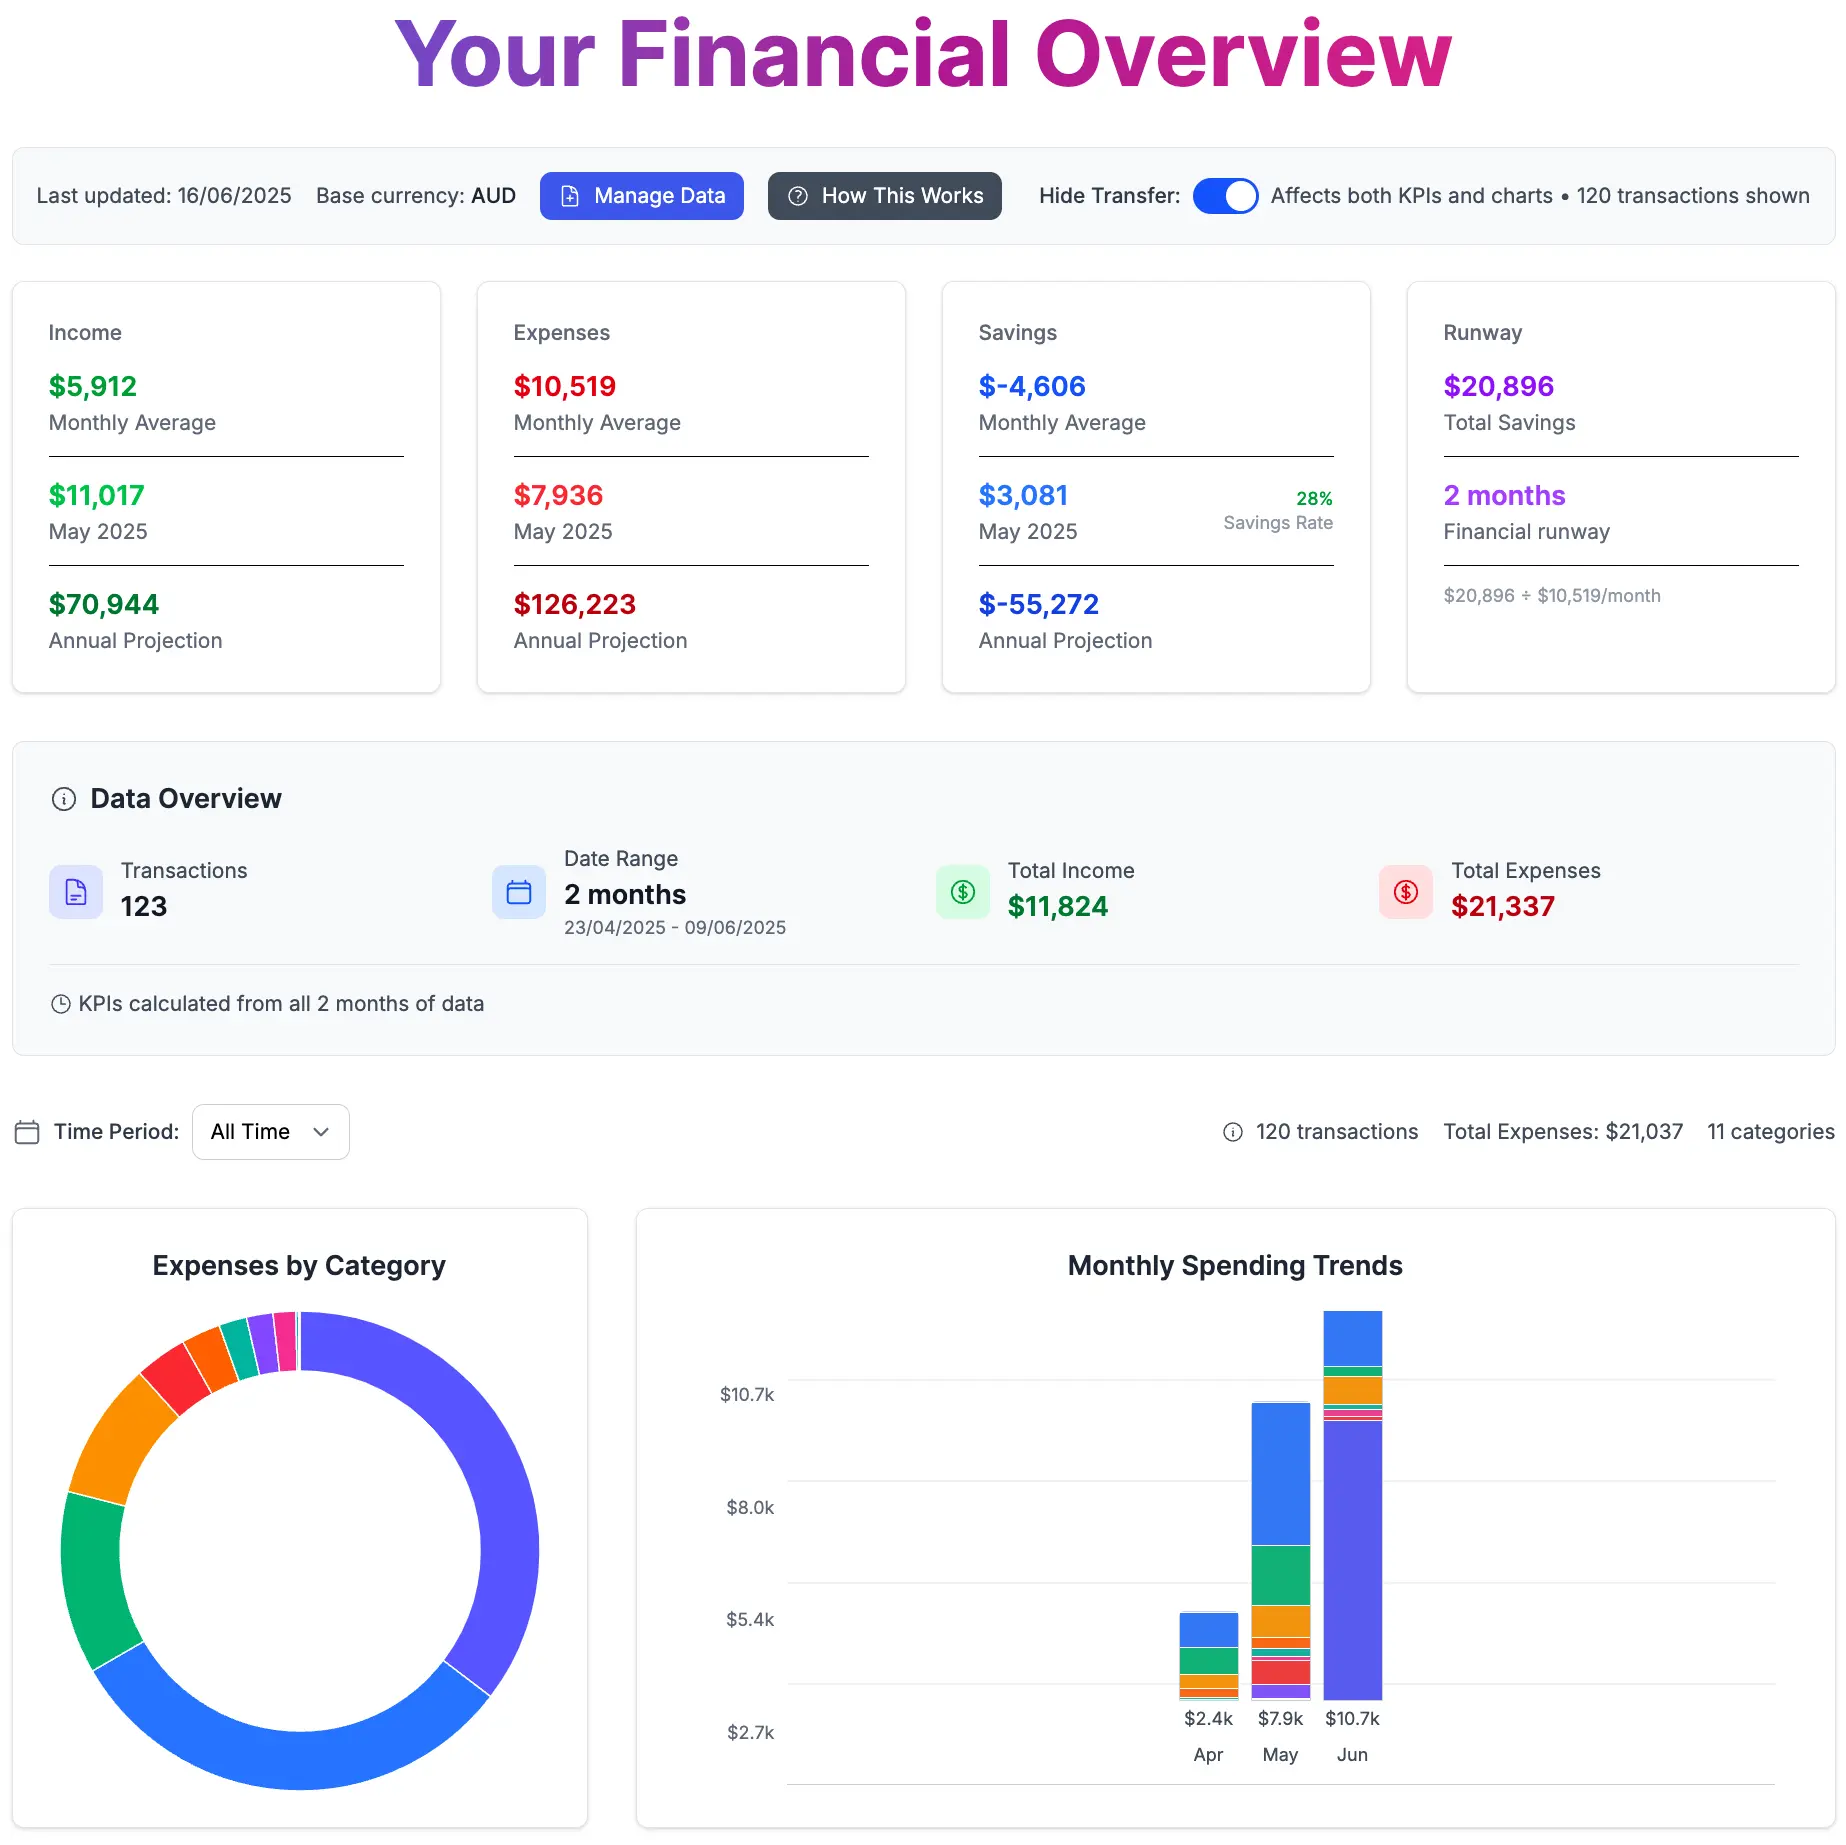 Your Financial Overview
Last updated: 16/06/2025 Base currency: AUD Manage Data How This Works Hide Transfer: Affects both KPIs and charts • 120 transactions shown
Income
$5,912
Monthly Average
$11,017
May 2025
$70,944
Annual Projection
Expenses
$10,519
Monthly Average
$7,936
May 2025
$126,223
Annual Projection
Savings
$-4,606
Monthly Average
$3,081
May 2025
28%
Savings Rate
$-55,272
Annual Projection
Runway
$20,896
Total Savings
2 months
Financial runway
$20,896 ÷ $10,519/month
Data Overview
Transactions
123
Date Range
2 months
23/04/2025 - 09/06/2025
Total Income
$11,824
Total Expenses
$21,337
KPIs calculated from all 2 months of data
Time Period: All Time
120 transactions Total Expenses: $21,037 11 categories
Expenses by Category
Monthly Spending Trends
$10.7k
$8.0k
$5.4k
$2.7k
$2.4k $7.9k $10.7k
Apr May Jun